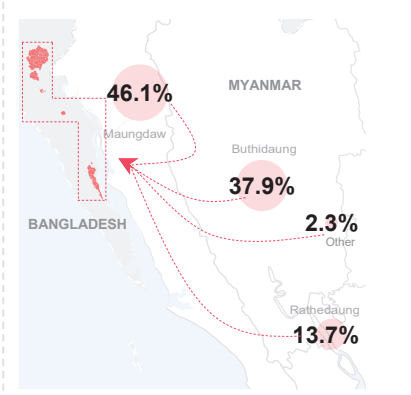 MYANMAR
46.1%
Maungdaw
Buthidaung
37.9%
BANGLADESH
2.3%
Other
Rathedaung
13.7%